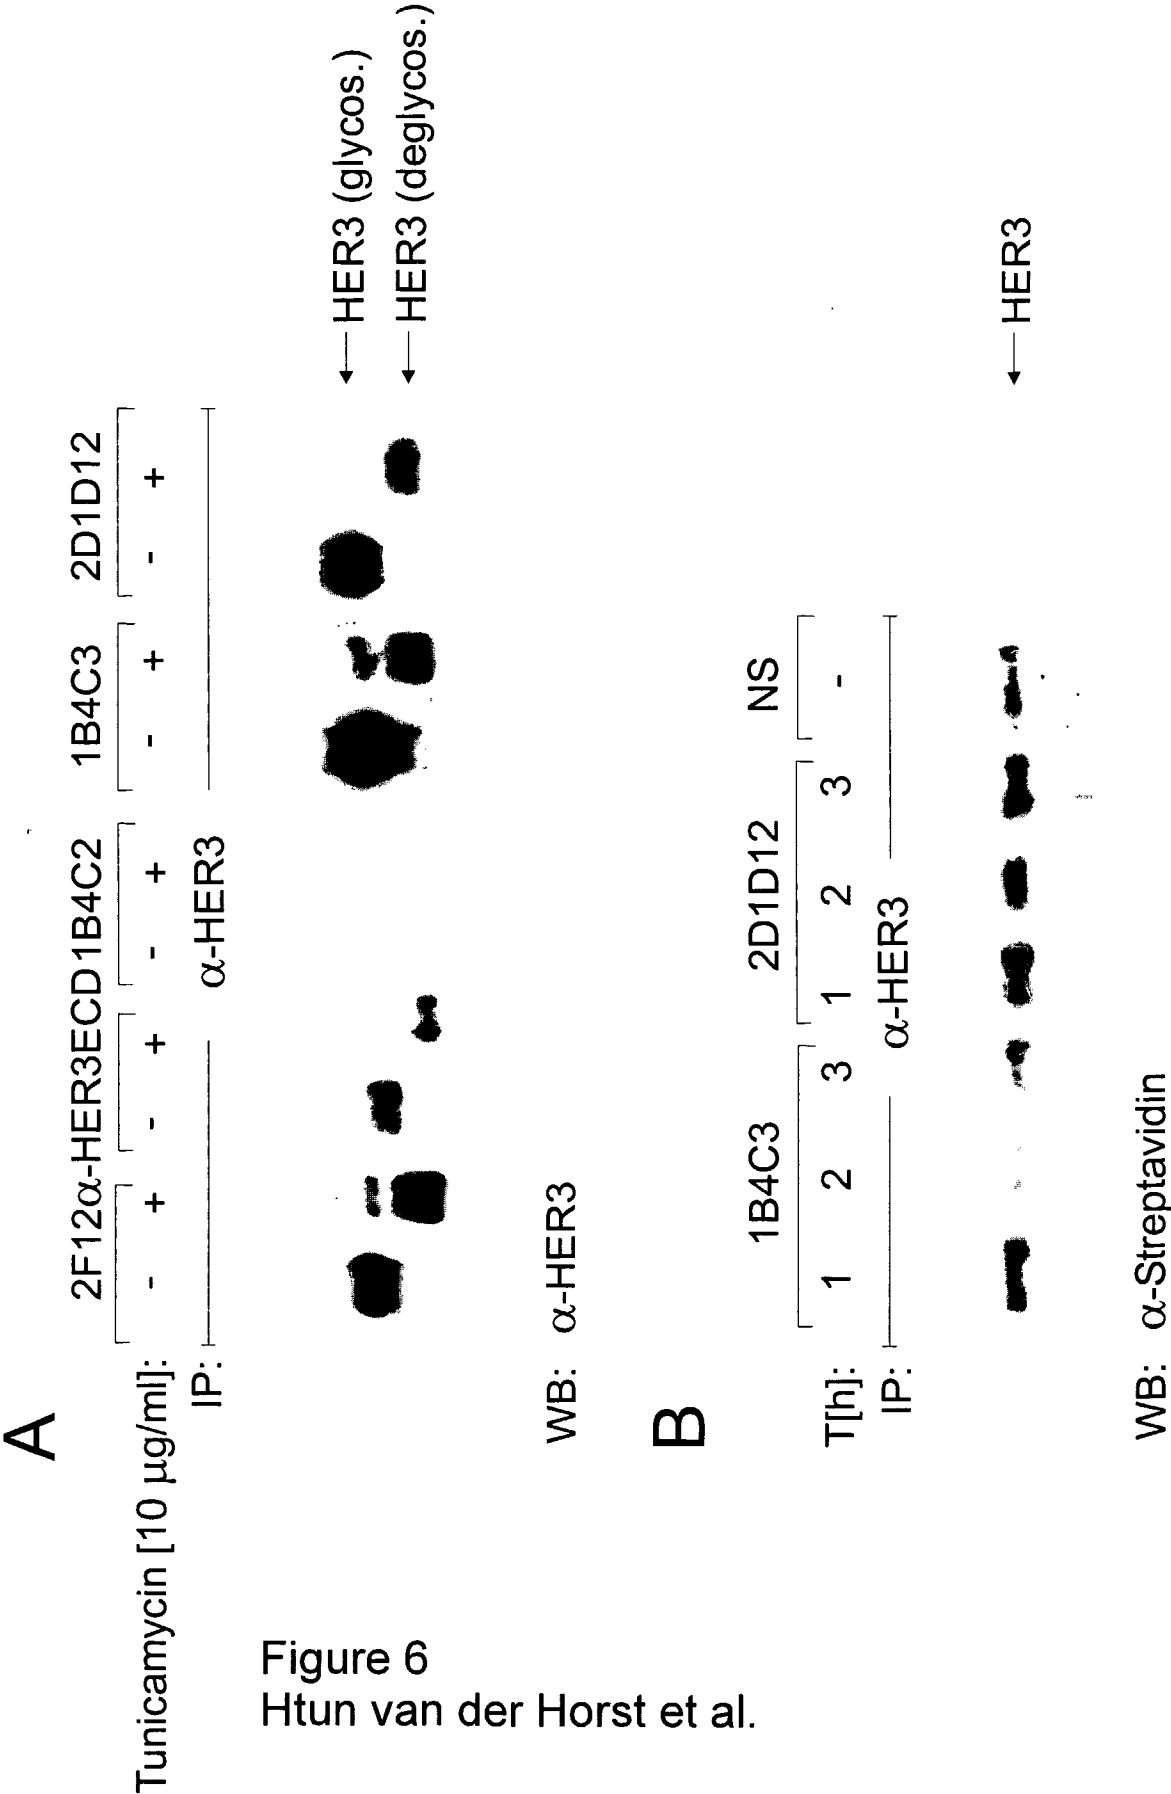 A
2F12 α-HER3ECD 1B4C2 1B4C3 2D1D12
Tunicamycin [10 µg/ml]: - + - + - + - + - +
IP: α-HER3
HER3 (glycos.)
HER3 (deglycos.)
WB: α-HER3
B
1B4C3 2D1D12 NS
T[h]: 1 2 3 1 2 3 -
IP: α-HER3
HER3
WB: α-Streptavidin
Figure 6
Htun van der Horst et al.